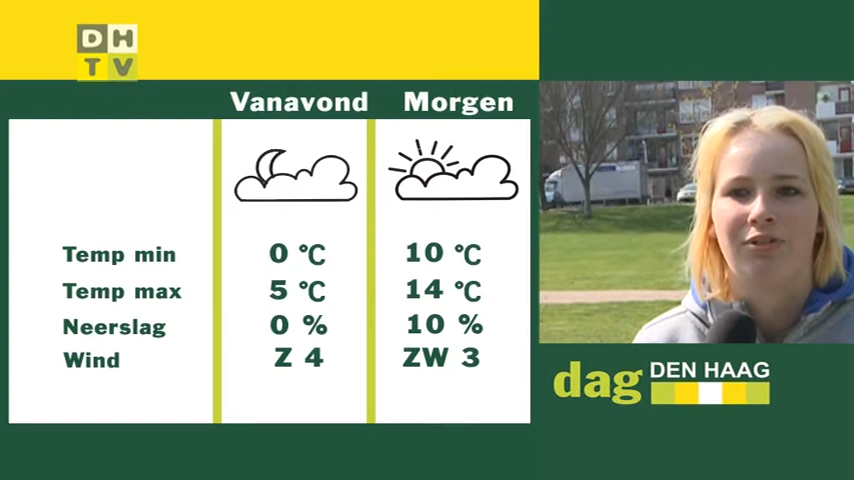 DH
TV
Vanavond Morgen
Temp min 0 °C 10 °C
Temp max 5 °C 14 °C
Neerslag 0 % 10 %
Wind Z 4 ZW 3
dag DEN HAAG